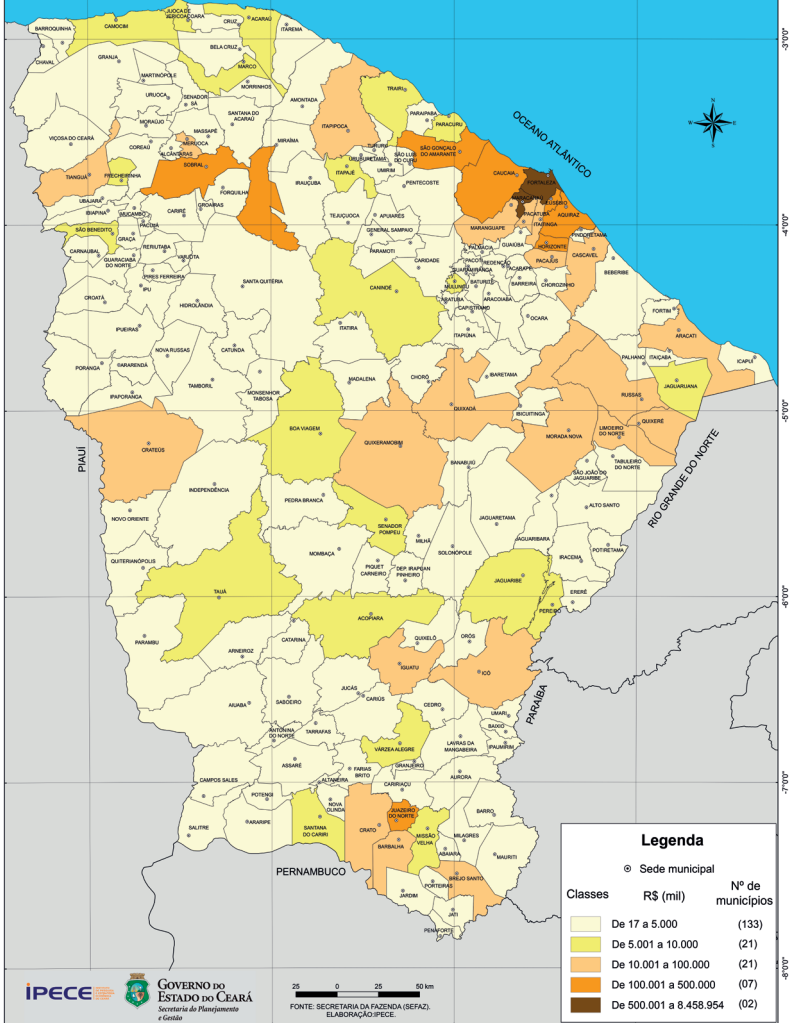 JIJOCA DE
JERICOACOARA
CRUZ
ACARAÚ
BARROQUINHA
CAMOCIM
ITAREMA
-3°0'0"
BELA CRUZ
CHAVAL
GRANJA
MARCO
MARTINÓPOLE
MORRINHOS
TRAIRI
URUOCA
SENADOR
SÁ
AMONTADA
SANTANA DO
ACARAÚ
PARAIPABA
OCEANO ATLÂNTICO
N
W
E
S
MORAÚJO
ITAPIPOCA
PARACURU
MASSAPÊ
VIÇOSA DO CEARÁ
COREAÚ
MERUOCA
MIRAÍMA
TURURU
SÃO GONÇALO
DO AMARANTE
ALCÂNTARAS
URUBURETAMA
SÃO LUIS
DO CURU
SOBRAL
ITAPAJÉ
UMIRIM
CAUCAIA
TIANGUÁ
FRECHEIRINHA
IRAUÇUBA
PENTECOSTE
FORTALEZA
FORQUILHA
UBAJARA
MARACANAÚ
EUSÉBIO
GROAÍRAS
IBIAPINA
MUCAMBO
CARIRÉ
TEJUÇUOCA
APUIARÉS
PATACUBA
AQUIRAZ
PACUJÁ
ITAITINGA
SÃO BENEDITO
GRAÇA
GENERAL SAMPAIO
MARANGUAPE
PINDORETAMA
-4°0'0"
RERIUTABA
PARAMOTI
PALMÁCIA
GUAIÚBA
HORIZONTE
CARNAUBAL
GUARACIABA
DO NORTE
VARJOTA
CARIDADE
PACOTI
REDENÇÃO
PACAJUS
CASCAVEL
PIRES FERREIRA
GUARAMIRANGA
ACARAPE
BEBERIBE
IPU
SANTA QUITÉRIA
CANINDÉ
MULUNGU
BATURITÉ
BARREIRA
CHOROZINHO
CROATÁ
HIDROLÂNDIA
ARATUBA
ARACOIABA
CAPISTRANO
FORTIM
IPUEIRAS
ITATIRA
ITAPIÚNA
OCARA
ARACATI
NOVA RUSSAS
CATUNDA
PALHANO
ITAIÇABA
ICAPUÍ
PORANGA
ARARENDÁ
MADALENA
CHORÓ
IBARETAMA
TAMBORIL
JAGUARUANA
IPAPORANGA
MONSENHOR
TABOSA
RUSSAS
QUIXADÁ
IBICUITINGA
-5°0'0"
BOA VIAGEM
QUIXERÉ
PIAUÍ
CRATEÚS
QUIXERAMOBIM
MORADA NOVA
LIMOEIRO
DO NORTE
RIO GRANDE DO NORTE
BANABUIÚ
TABULEIRO
DO NORTE
SÃO JOÃO DO
JAGUARIBE
INDEPENDÊNCIA
PEDRA BRANCA
ALTO SANTO
NOVO ORIENTE
SENADOR
POMPEU
JAGUARETAMA
MILHÃ
JAGUARIBARA
QUITERIANÓPOLIS
MOMBAÇA
SOLONÓPOLE
POTIRETAMA
IRACEMA
PIQUET
CARNEIRO
DEP. IRAPUAN
PINHEIRO
JAGUARIBE
TAUÁ
ERERÊ
-6°0'0"
ACOPIARA
PEREIRO
PARAMBU
CATARINA
QUIXELÔ
ORÓS
ARNEIROZ
IGUATU
ICÓ
PARAÍBA
JUCÁS
AIUABA
SABOEIRO
CARIÚS
CEDRO
UMARI
ANTONINA
DO NORTE
TARRAFAS
BAIXIO
VÁRZEA ALEGRE
LAVRAS DA
MANGABEIRA
IPAUMIRIM
ASSARÉ
FARIAS
BRITO
GRANJEIRO
CAMPOS SALES
ALTANEIRA
CARIRIAÇU
AURORA
-7°0'0"
POTENGI
NOVA
OLINDA
JUAZEIRO
DO NORTE
BARRO
SALITRE
ARARIPE
SANTANA
DO CARIRI
CRATO
MISSÃO
VELHA
MILAGRES
BARBALHA
ABAIARA
MAURITI
PERNAMBUCO
BREJO SANTO
PORTEIRAS
JARDIM
JATI
PENAFORTE
-8°0'0"
Legenda
Sede municipal
Classes R$ (mil) Nº de
municípios
De 17 a 5.000 (133)
De 5.001 a 10.000 (21)
De 10.001 a 100.000 (21)
De 100.001 a 500.000 (07)
De 500.001 a 8.458.954 (02)
IPECE
GOVERNO DO
ESTADO DO CEARÁ
Secretaria do Planejamento
e Gestão
25 0 25 50 km
FONTE: SECRETARIA DA FAZENDA (SEFAZ).
ELABORAÇÃO:IPECE.